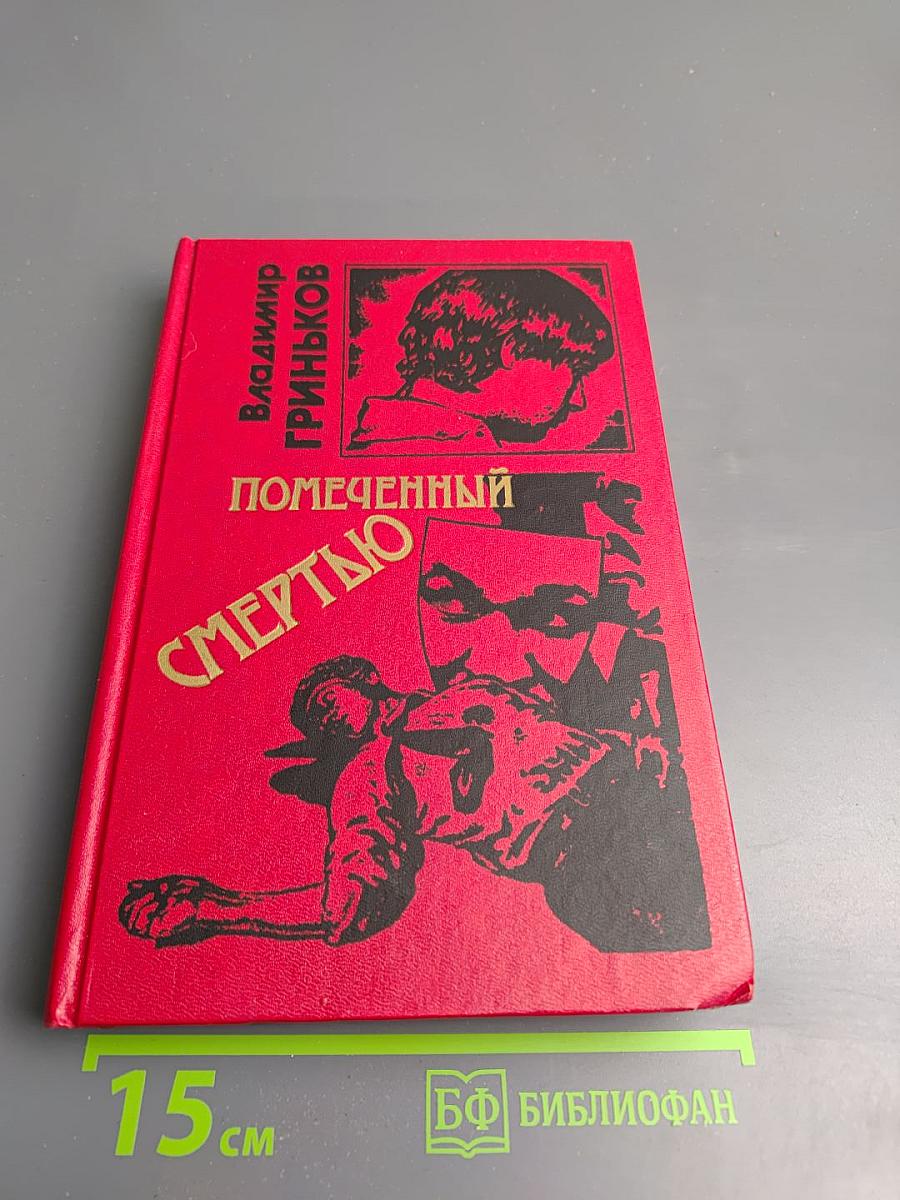 Владимир
ГРИНЬКОВ
ПОМЕЧЕННЫЙ
СМЕРТЬЮ
15 см
БФ БИБЛИОФАН